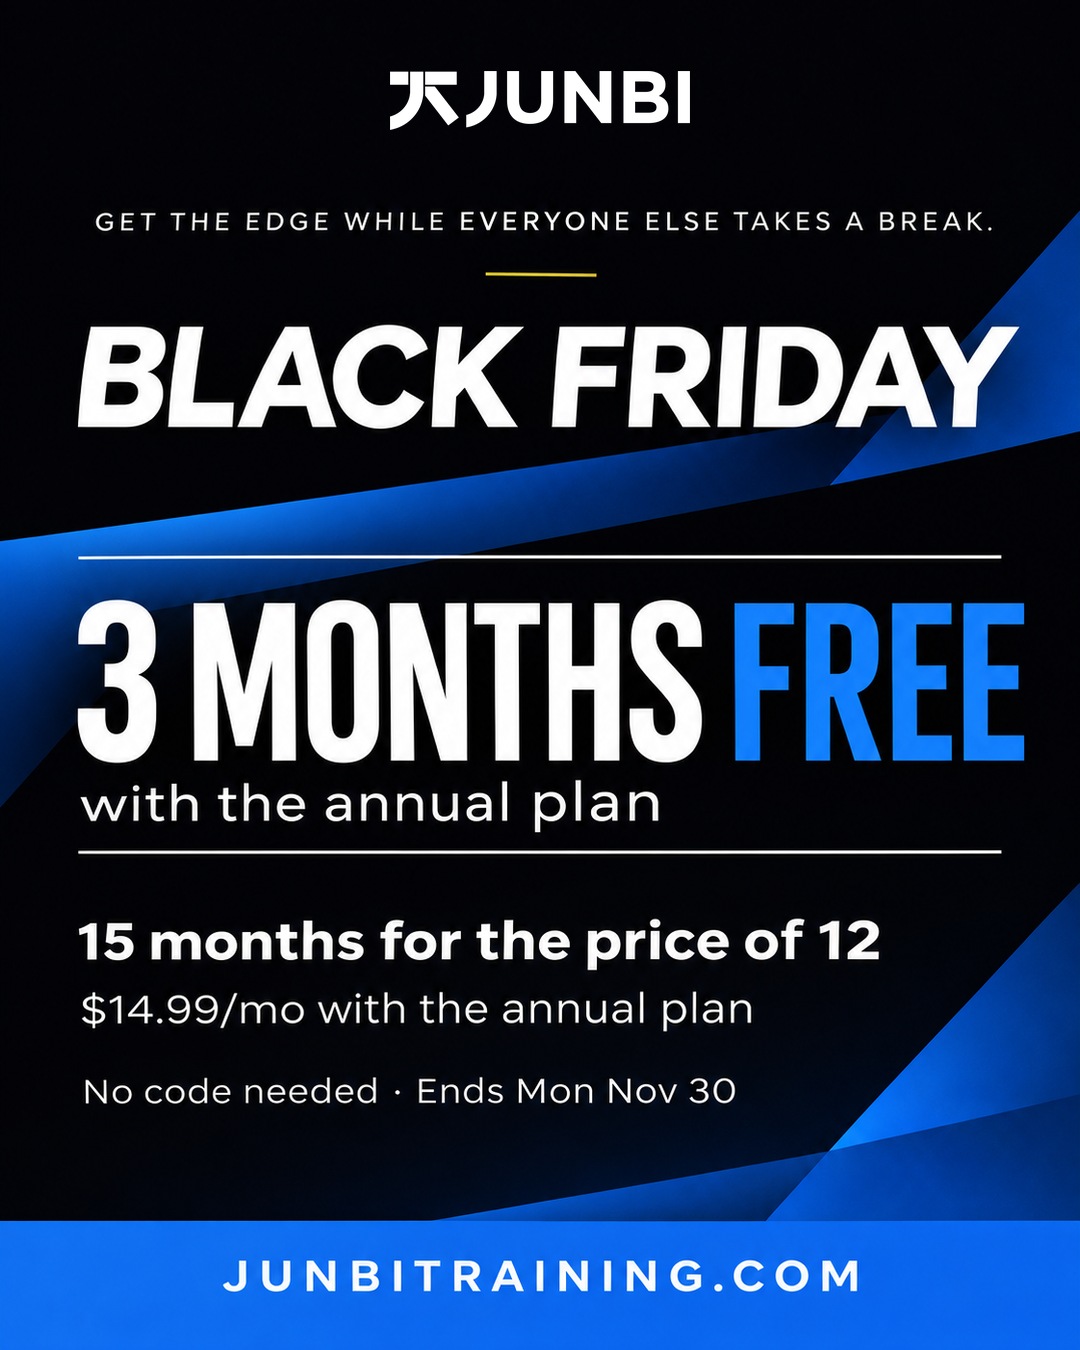 JUNBI
GET THE EDGE WHILE EVERYONE ELSE TAKES A BREAK.
BLACK FRIDAY
3 MONTHS FREE
with the annual plan
15 months for the price of 12
$14.99/mo with the annual plan
No code needed · Ends Mon Nov 30
JUNBITRAINING.COM